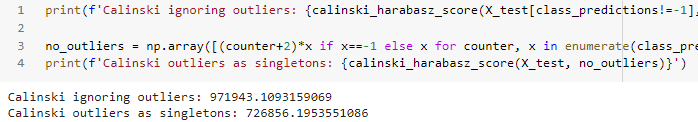 1 print(f'Calinski ignoring outliers: {calinski_harabasz_score(X_test[class_predictions!=-1],
2
3 no_outliers = np.array([(counter+2)*x if x==-1 else x for counter, x in enumerate(class_pre
4 print(f'Calinski outliers as singletons: {calinski_harabasz_score(X_test, no_outliers)}')
Calinski ignoring outliers: 971943.1093159069
Calinski outliers as singletons: 726856.1953551086